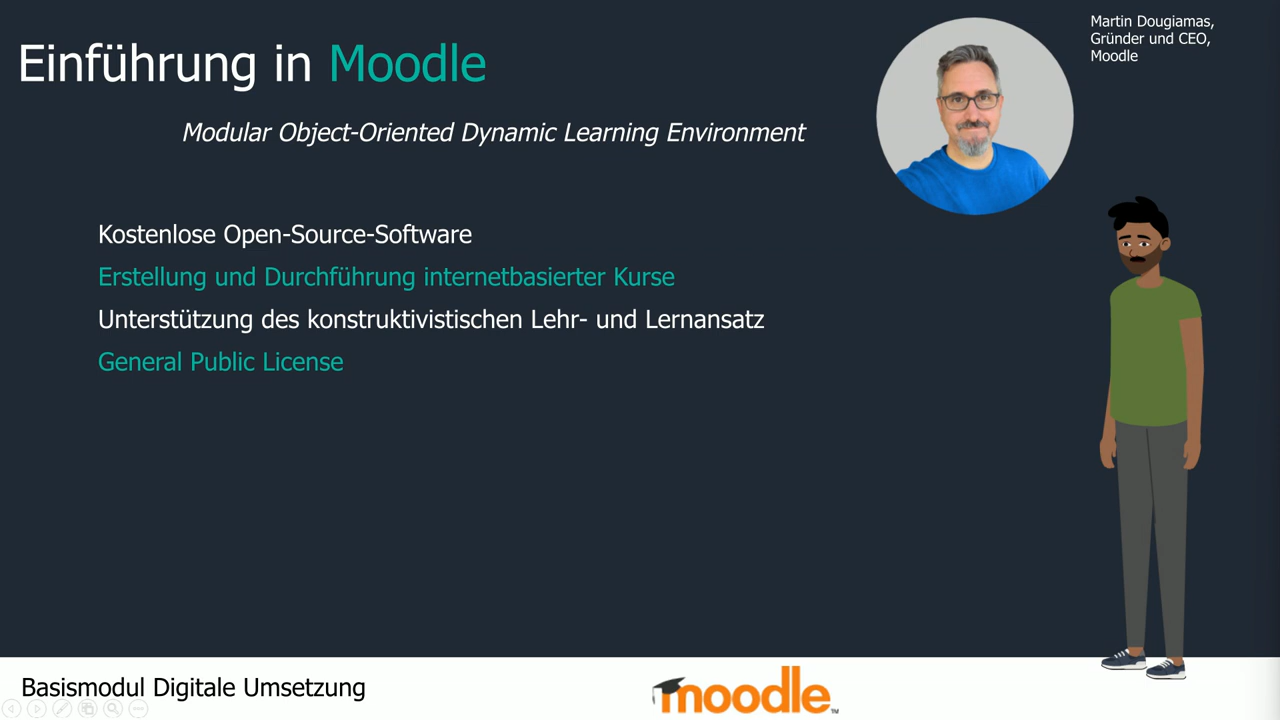 Einführung in Moodle
Martin Dougiamas,
Gründer und CEO,
Moodle
Modular Object-Oriented Dynamic Learning Environment
Kostenlose Open-Source-Software
Erstellung und Durchführung internetbasierter Kurse
Unterstützung des konstruktivistischen Lehr- und Lernansatz
General Public License
Basismodul Digitale Umsetzung
moodle™